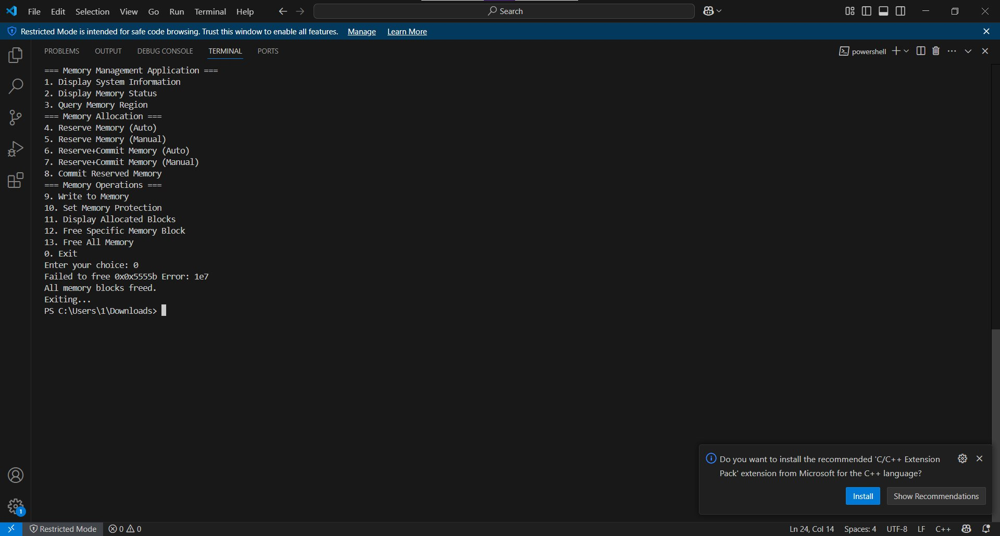 File Edit Selection View Go Run Terminal Help Search
Restricted Mode is intended for safe code browsing. Trust this window to enable all features. Manage Learn More
PROBLEMS OUTPUT DEBUG CONSOLE TERMINAL PORTS powershell
=== Memory Management Application ===
1. Display System Information
2. Display Memory Status
3. Query Memory Region
=== Memory Allocation ===
4. Reserve Memory (Auto)
5. Reserve Memory (Manual)
6. Reserve+Commit Memory (Auto)
7. Reserve+Commit Memory (Manual)
8. Commit Reserved Memory
=== Memory Operations ===
9. Write to Memory
10. Set Memory Protection
11. Display Allocated Blocks
12. Free Specific Memory Block
13. Free All Memory
0. Exit
Enter your choice: 0
Failed to free 0x0x5555b Error: 1e7
All memory blocks freed.
Exiting...
PS C:\Users\1\Downloads>
Do you want to install the recommended 'C/C++ Extension
Pack' extension from Microsoft for the C++ language?
Install Show Recommendations
1
Restricted Mode 0 0 Ln 24, Col 14 Spaces: 4 UTF-8 LF C++